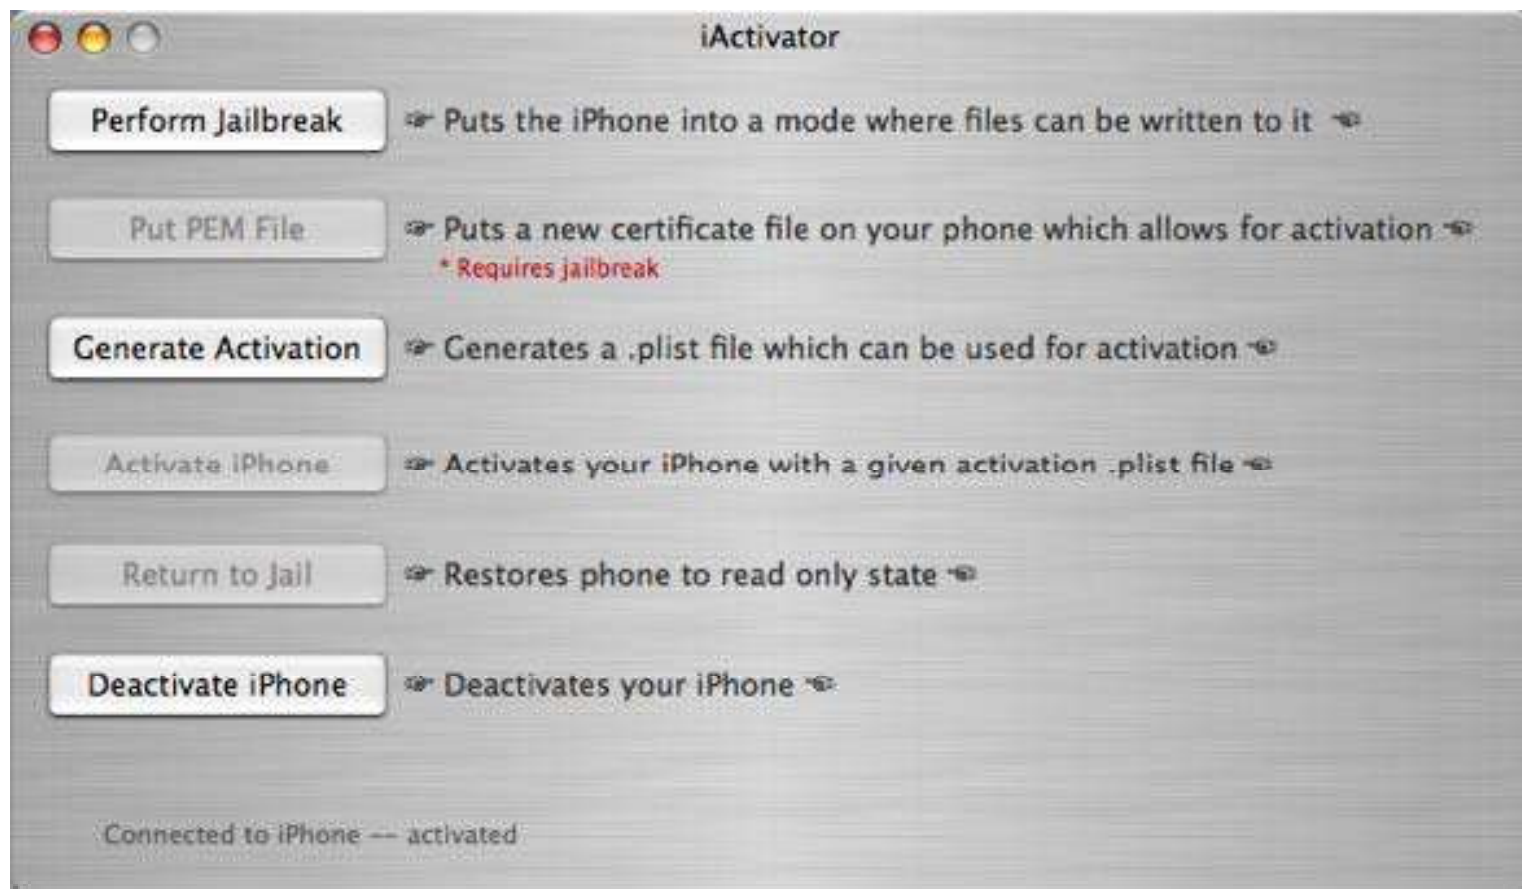 iActivator
Perform Jailbreak ☞ Puts the iPhone into a mode where files can be written to it ☜
Put PEM File ☞ Puts a new certificate file on your phone which allows for activation ☜
* Requires jailbreak
Generate Activation ☞ Generates a .plist file which can be used for activation ☜
Activate iPhone ☞ Activates your iPhone with a given activation .plist file ☜
Return to Jail ☞ Restores phone to read only state ☜
Deactivate iPhone ☞ Deactivates your iPhone ☜
Connected to iPhone -- activated